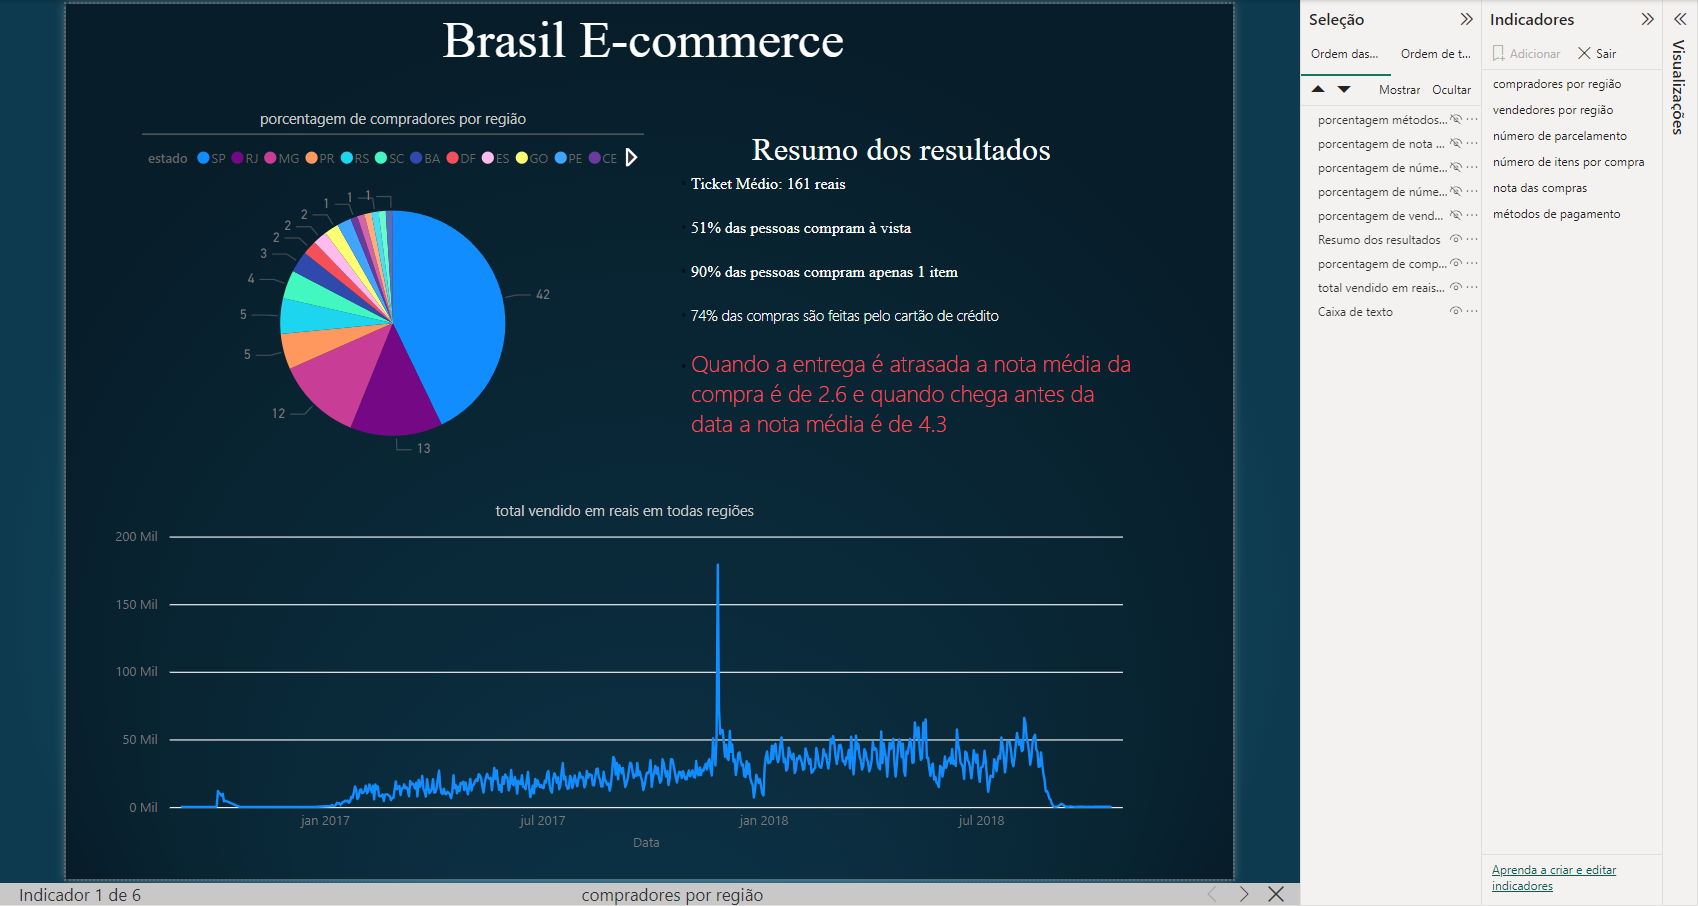 Brasil E-commerce
porcentagem de compradores por região
estado SP RJ MG PR RS SC BA DF ES GO PE CE
42
13
12
5
5
4
3
2
2
2
1
1
1
Resumo dos resultados
Ticket Médio: 161 reais
51% das pessoas compram à vista
90% das pessoas compram apenas 1 item
74% das compras são feitas pelo cartão de crédito
Quando a entrega é atrasada a nota média da
compra é de 2.6 e quando chega antes da
data a nota média é de 4.3
total vendido em reais em todas regiões
200 Mil
150 Mil
100 Mil
50 Mil
0 Mil
jan 2017 jul 2017 jan 2018 jul 2018
Data
Indicador 1 de 6 compradores por região
Seleção
Ordem das... Ordem de t...
Mostrar Ocultar
porcentagem métodos...
porcentagem de nota ...
porcentagem de núme...
porcentagem de núme...
porcentagem de vend...
Resumo dos resultados
porcentagem de comp...
total vendido em reais...
Caixa de texto
Indicadores
Adicionar Sair
compradores por região
vendedores por região
número de parcelamento
número de itens por compra
nota das compras
métodos de pagamento
Aprenda a criar e editar
indicadores
Visualizações